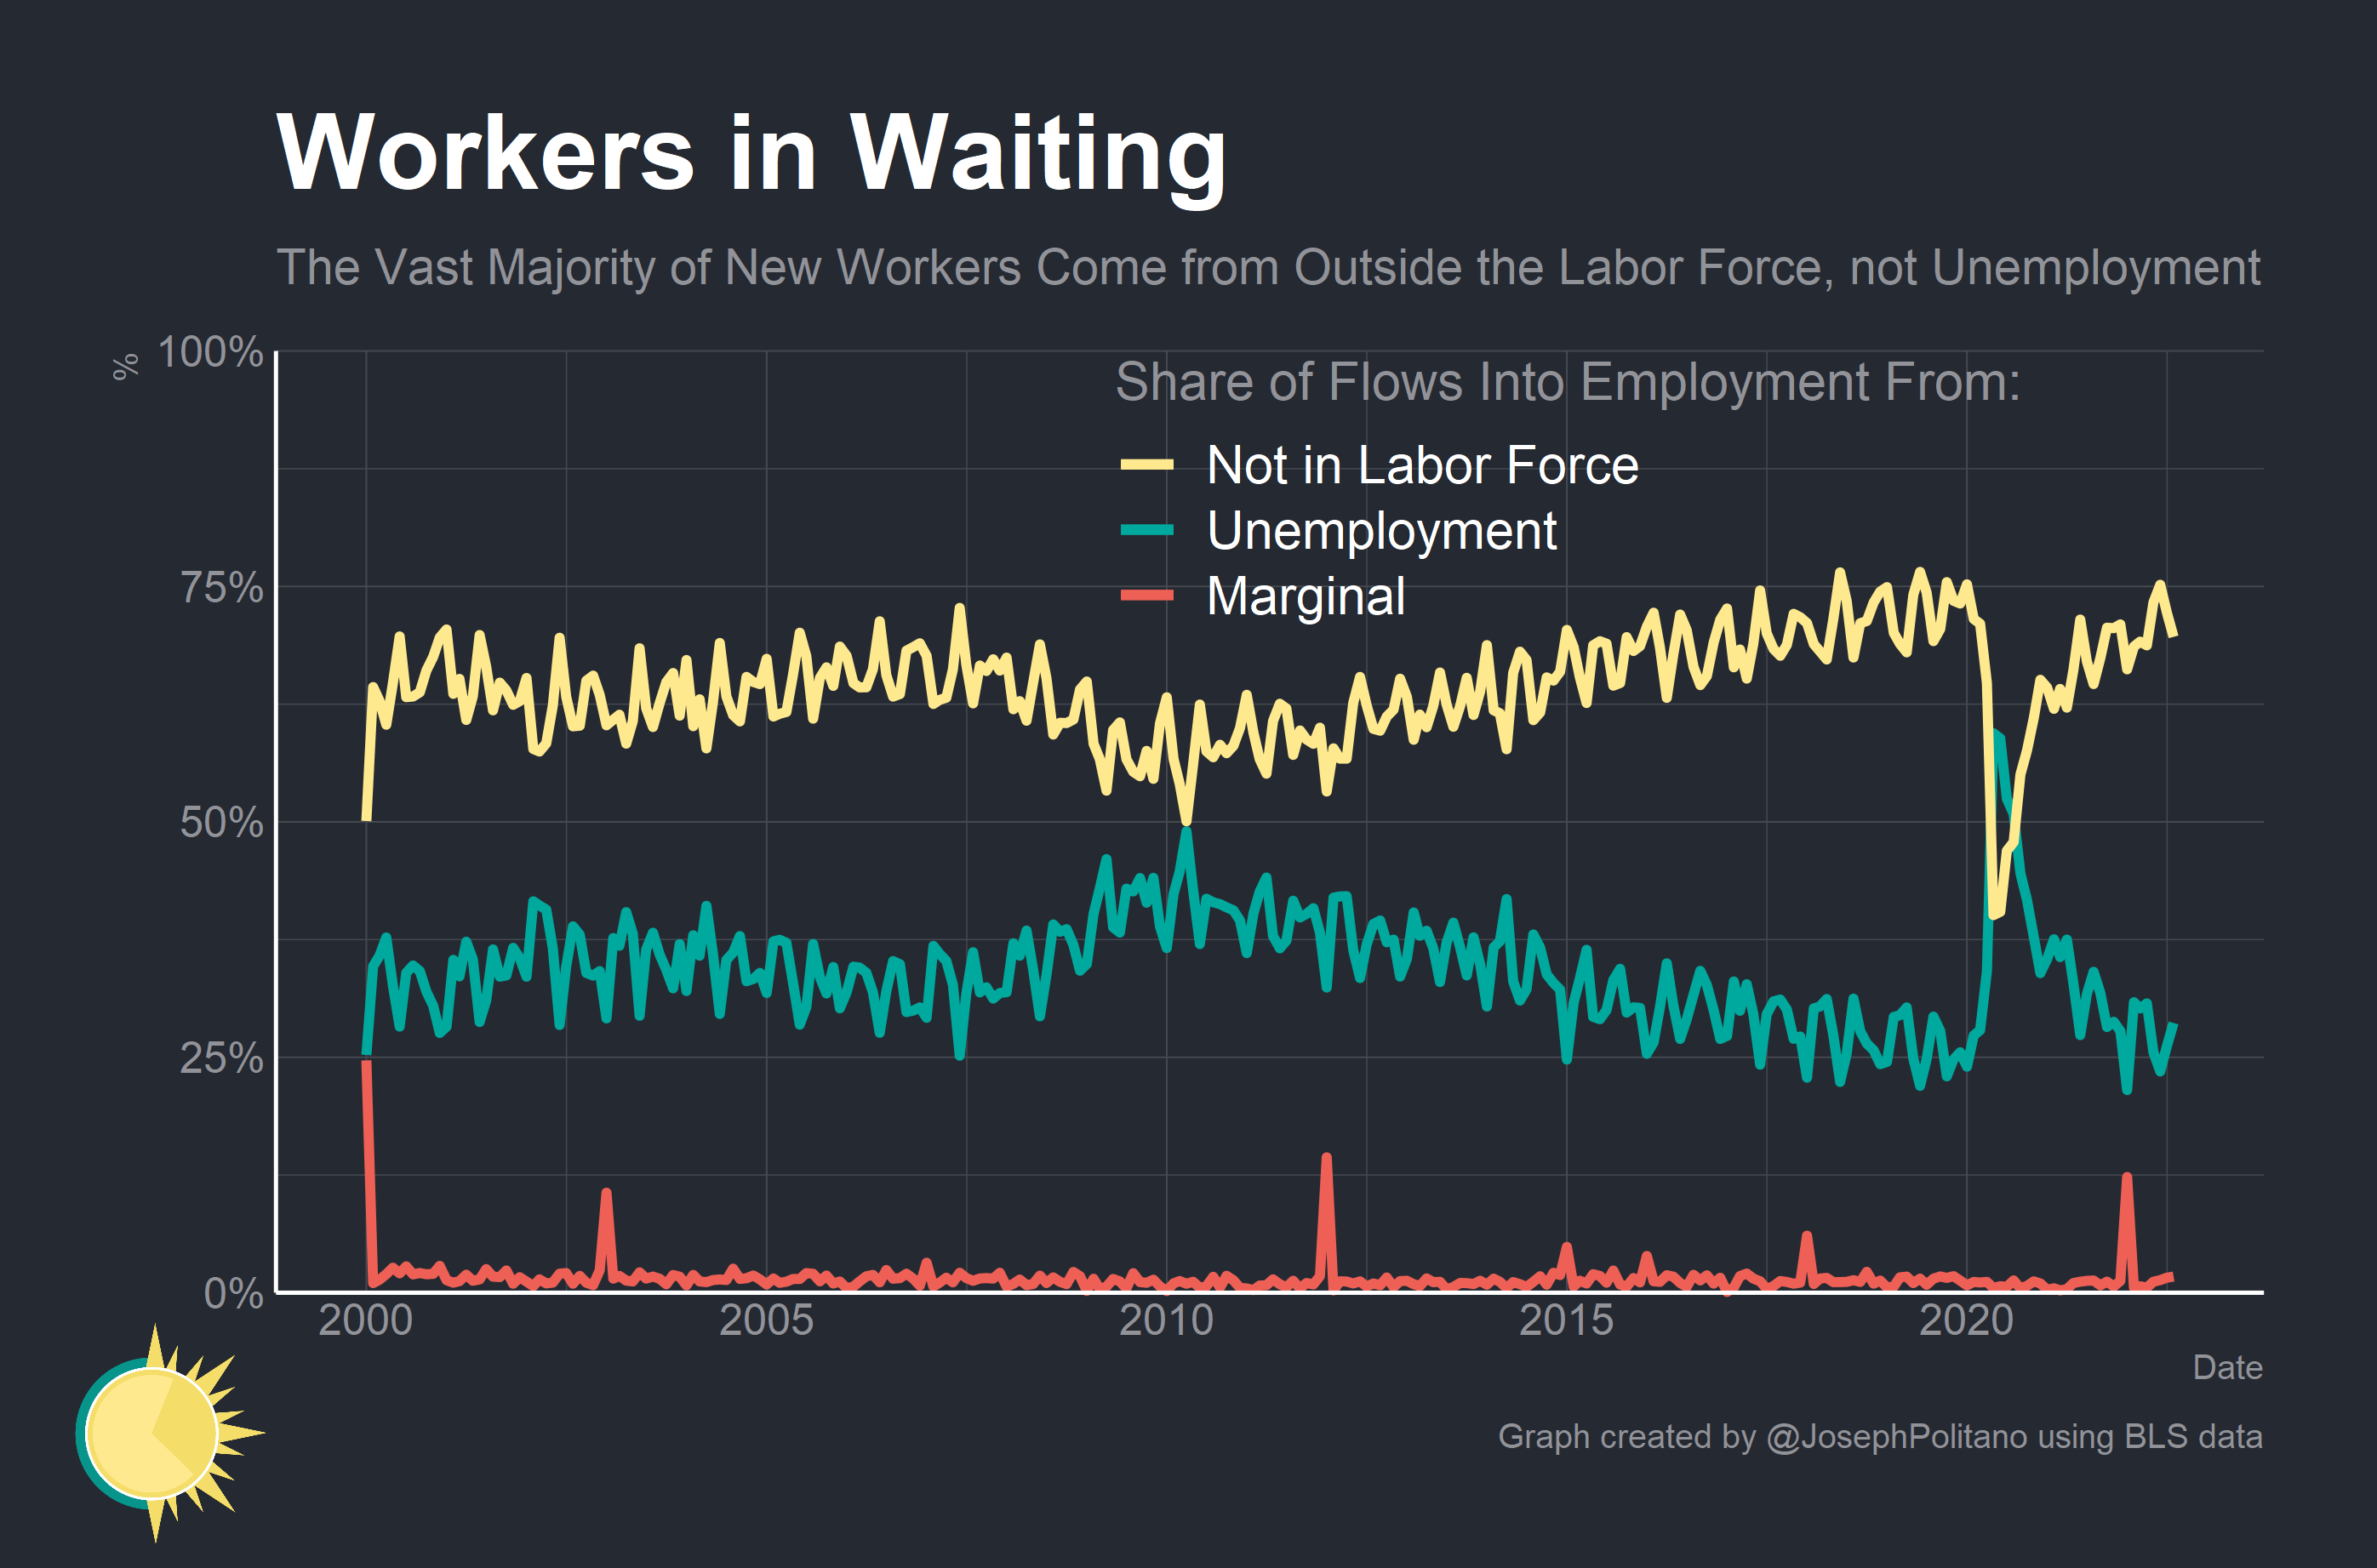 Workers in Waiting
The Vast Majority of New Workers Come from Outside the Labor Force, not Unemployment
%
100%
Share of Flows Into Employment From:
Not in Labor Force
Unemployment
Marginal
75%
50%
25%
0%
2000 2005 2010 2015 2020
Date
Graph created by @JosephPolitano using BLS data